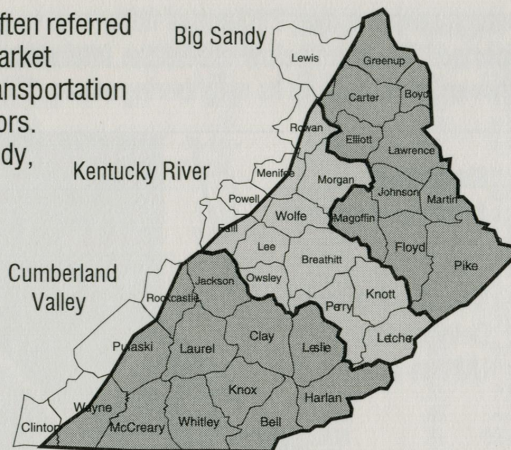 ften referred
arket
ansportation
ors.
dy,
Big Sandy
Kentucky River
Cumberland
Valley
Lewis
Greenup
Carter
Boyd
Rowan
Elliott
Lawrence
Menifee
Morgan
Powell
Johnson
Martin
Wolfe
Magoffin
Estill
Lee
Floyd
Breathitt
Pike
Jackson
Owsley
Knott
Rockcastle
Perry
Clay
Leslie
Letcher
Pulaski
Laurel
Knox
Harlan
Wayne
Clinton
McCreary
Whitley
Bell